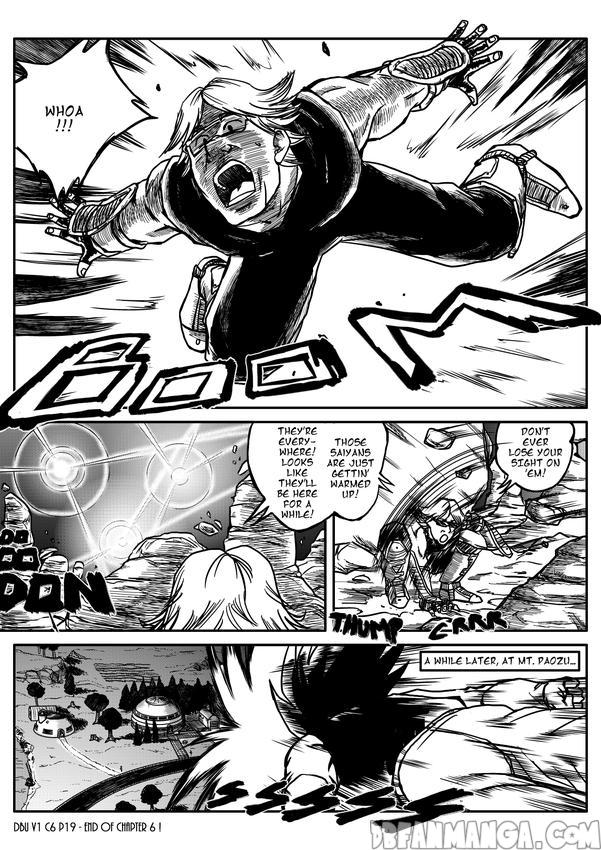 WHOA
!!!
BOOM
THEY'RE
EVERY-
WHERE!
LOOKS
LIKE
THEY'LL
BE HERE
FOR A
WHILE!
THOSE
SAIYANS
ARE JUST
GETTIN'
WARMED
UP!
DON'T
EVER
LOSE YOUR
SIGHT ON
'EM!
DON
THUMP
ERRR
A WHILE LATER, AT MT. PAOZU...
SSSSS
DBU V1 C6 P19 - END OF CHAPTER 6 !
DBFANMANGA.COM